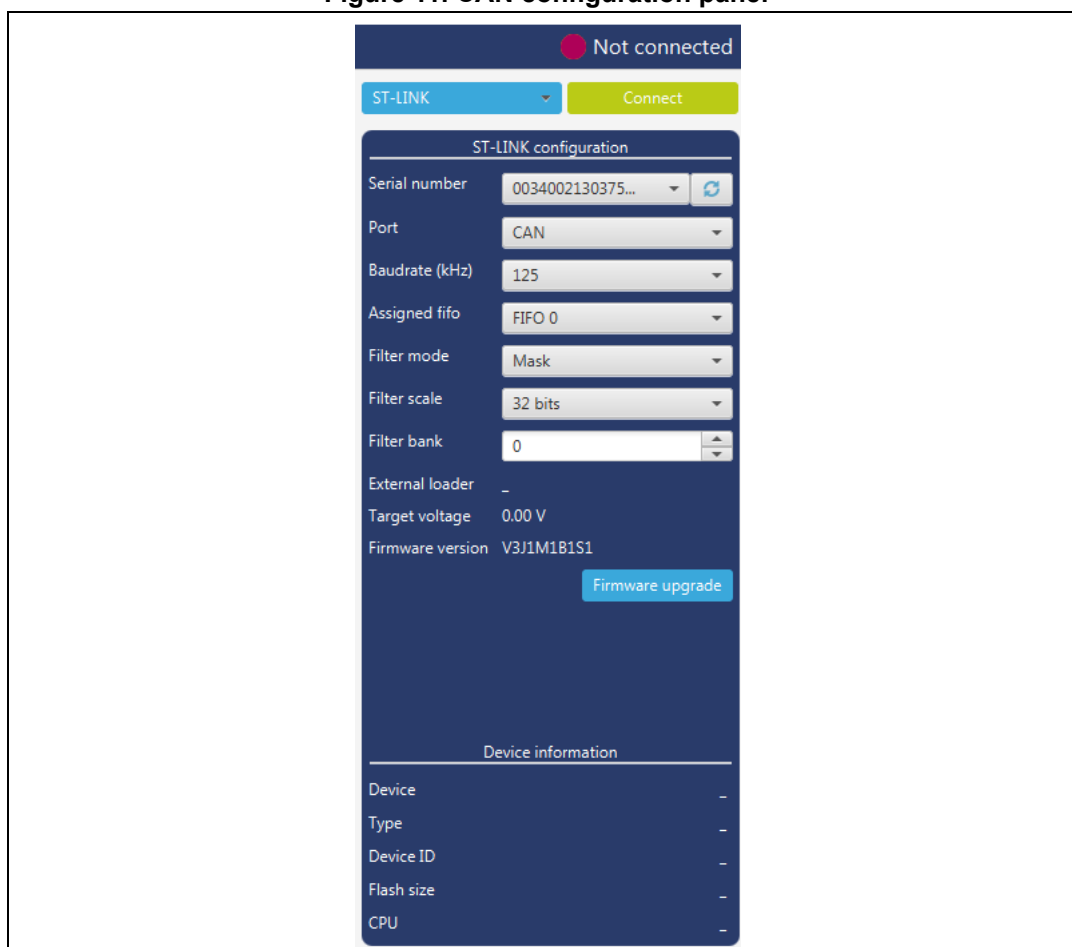 Not connected
ST-LINK Connect
ST-LINK configuration
Serial number 0034002130375...
Port CAN
Baudrate (kHz) 125
Assigned fifo FIFO 0
Filter mode Mask
Filter scale 32 bits
Filter bank 0
External loader _
Target voltage 0.00 V
Firmware version V3J1M1B1S1
Firmware upgrade
Device information
Device _
Type _
Device ID _
Flash size _
CPU _